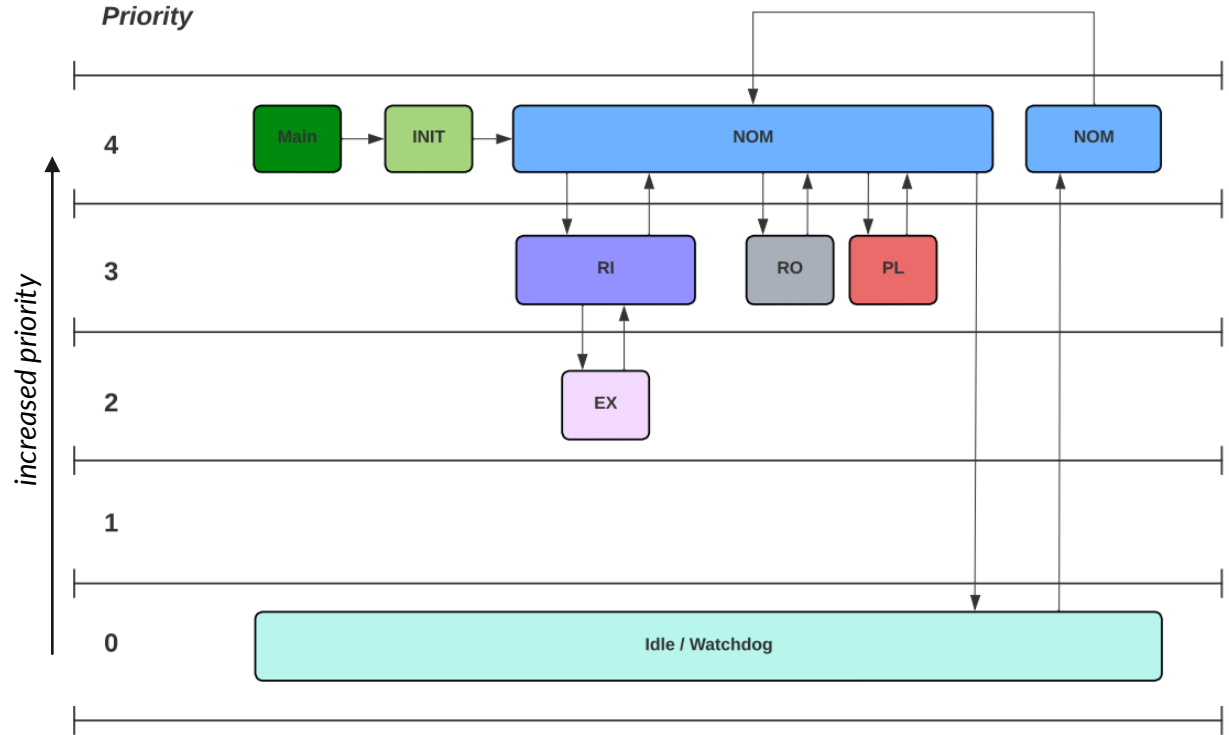 Priority
4
Main
INIT
NOM
NOM
increased priority
3
RI
RO
PL
2
EX
1
0
Idle / Watchdog